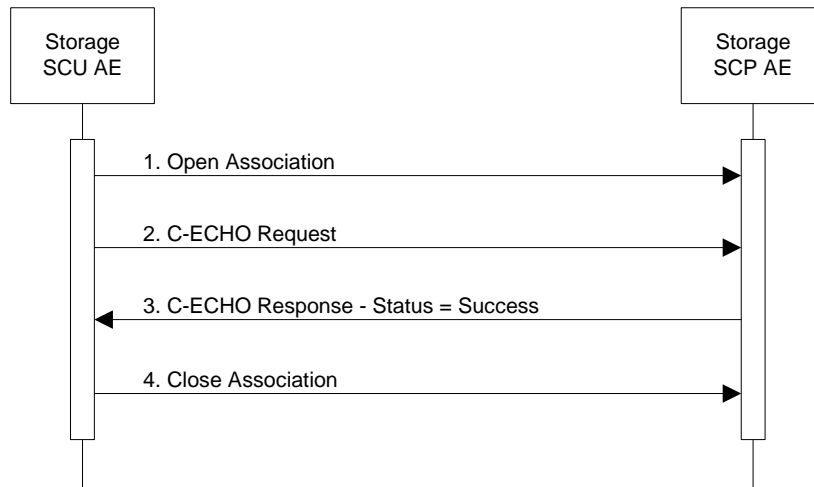 Storage
SCU AE
Storage
SCP AE
1. Open Association
2. C-ECHO Request
3. C-ECHO Response - Status = Success
4. Close Association